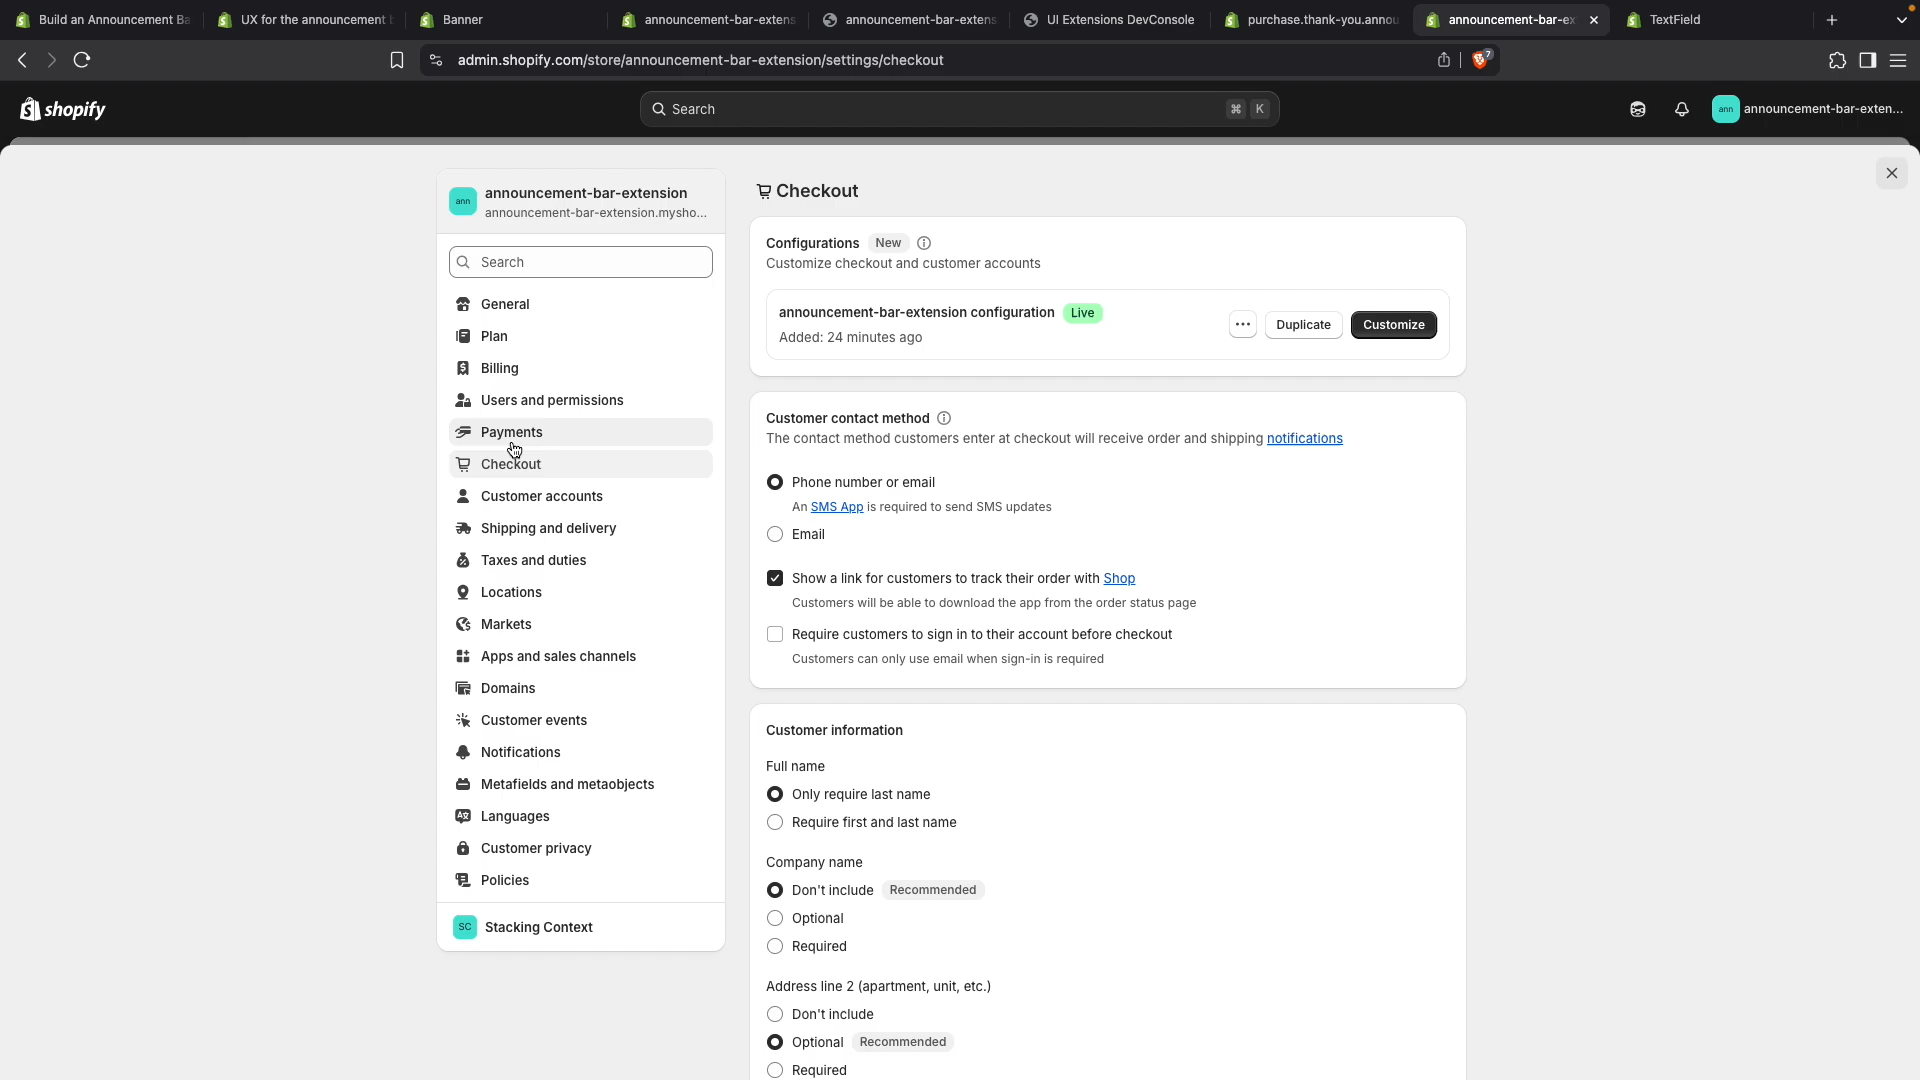 Build an Announcement Ba
UX for the announcement b
Banner
announcement-bar-extens
announcement-bar-extens
UI Extensions DevConsole
purchase.thank-you.annou
announcement-bar-ex
TextField
admin.shopify.com/store/announcement-bar-extension/settings/checkout
7
shopify
Search
⌘ K
ann
announcement-bar-exten...
ann
announcement-bar-extension
announcement-bar-extension.mysho...
Search
General
Plan
Billing
Users and permissions
Payments
Checkout
Customer accounts
Shipping and delivery
Taxes and duties
Locations
Markets
Apps and sales channels
Domains
Customer events
Notifications
Metafields and metaobjects
Languages
Customer privacy
Policies
SC
Stacking Context
Checkout
Configurations New
Customize checkout and customer accounts
announcement-bar-extension configuration Live
Added: 24 minutes ago
Duplicate
Customize
Customer contact method
The contact method customers enter at checkout will receive order and shipping notifications
Phone number or email
An SMS App is required to send SMS updates
Email
Show a link for customers to track their order with Shop
Customers will be able to download the app from the order status page
Require customers to sign in to their account before checkout
Customers can only use email when sign-in is required
Customer information
Full name
Only require last name
Require first and last name
Company name
Don't include Recommended
Optional
Required
Address line 2 (apartment, unit, etc.)
Don't include
Optional Recommended
Required